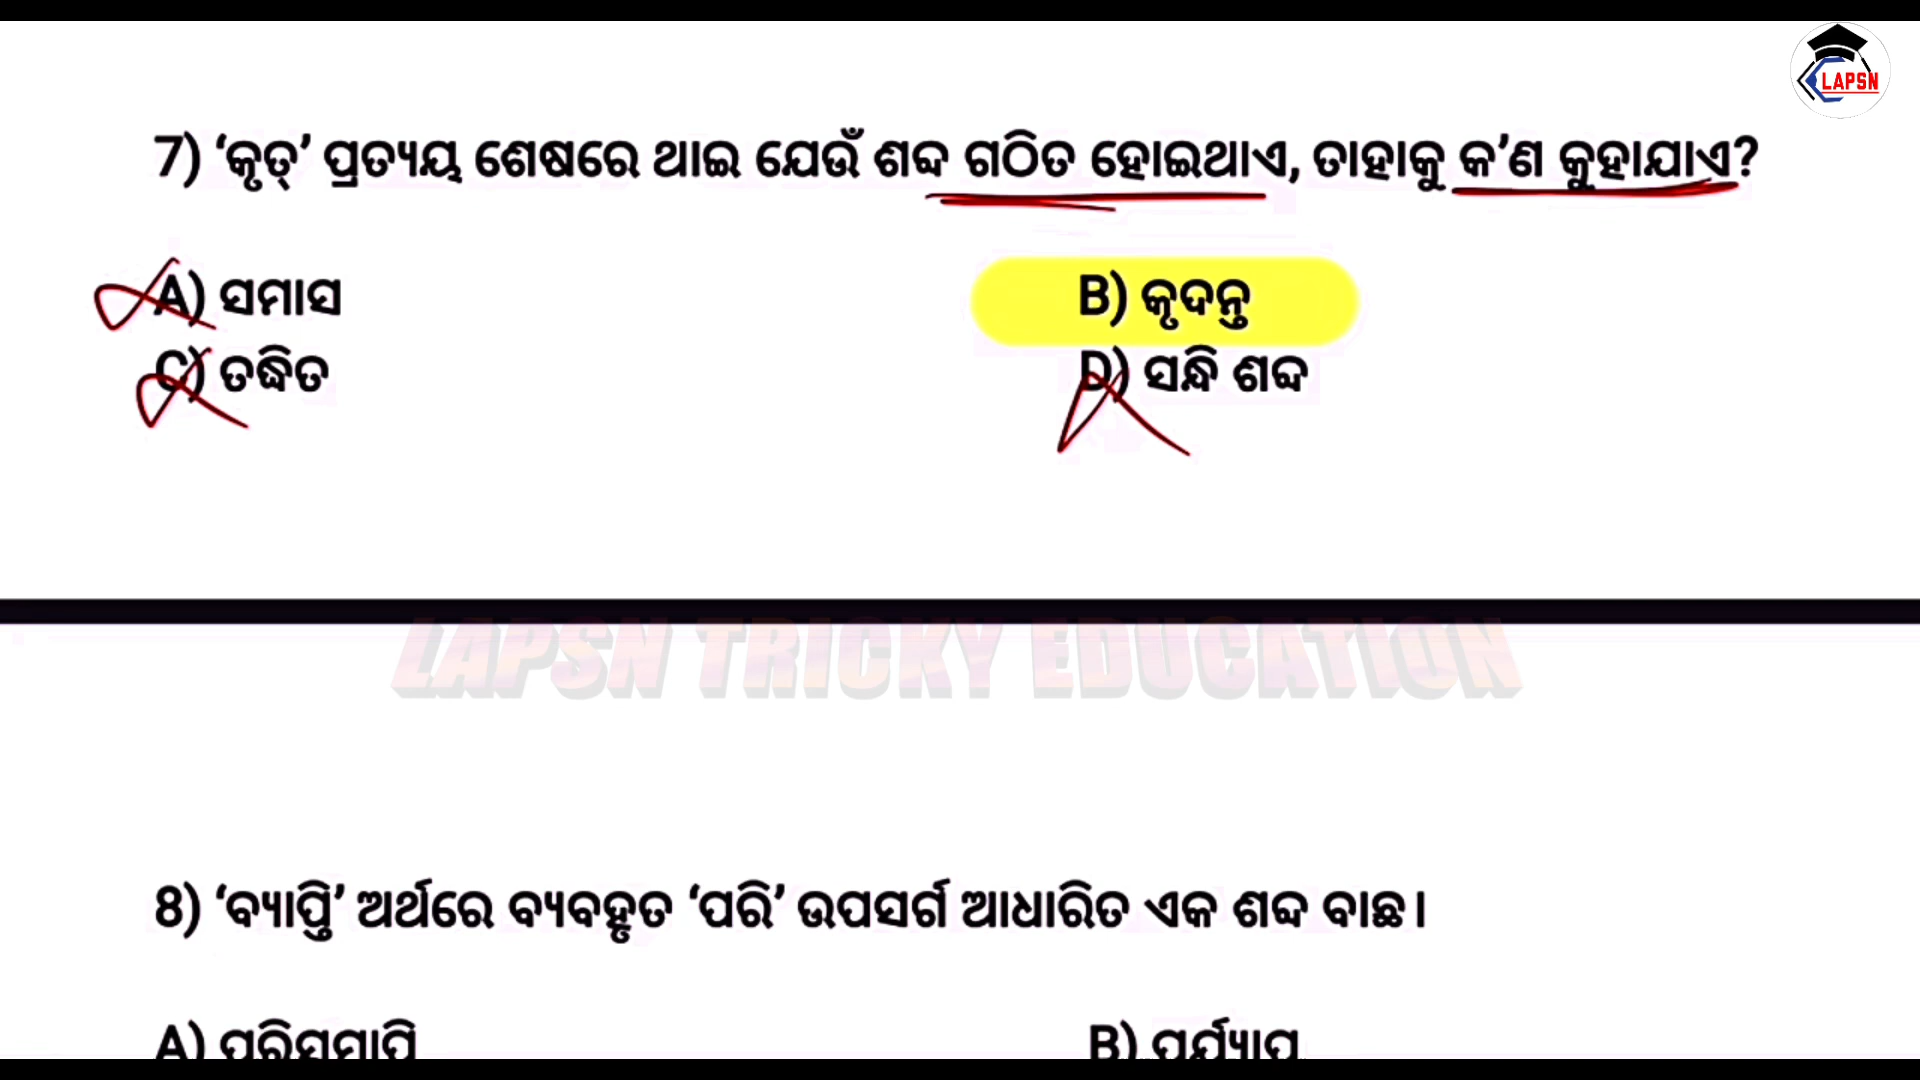 LAPSN
7) ‘କୃତ୍’ ପ୍ରତ୍ୟୟ ଶେଷରେ ଥାଇ ଯେଉଁ ଶବ୍ଦ ଗଠିତ ହୋଇଥାଏ, ତାହାକୁ କ’ଣ କୁହାଯାଏ?
A) ସମାସ B) କୃଦନ୍ତ
C) ତଦ୍ଧିତ D) ସନ୍ଧି ଶବ୍ଦ
LAPSN TRICKY EDUCATION
8) ‘ବ୍ୟାପ୍ତି’ ଅର୍ଥରେ ବ୍ୟବହୃତ ‘ପରି’ ଉପସର୍ଗ ଆଧାରିତ ଏକ ଶବ୍ଦ ବାଛ।
A) B)